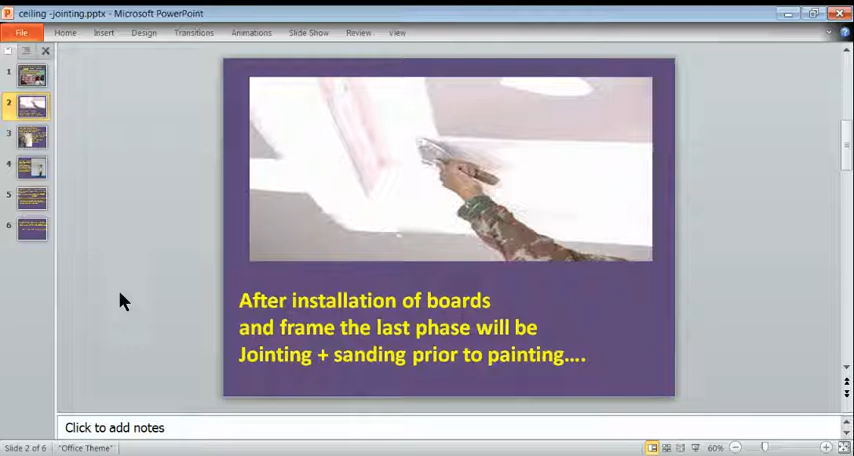 ceiling -jointing.pptx - Microsoft PowerPoint
File Home Insert Design Transitions Animations Slide Show Review View
1
2
3
4
5
6
After installation of boards
and frame the last phase will be
Jointing + sanding prior to painting....
Click to add notes
Slide 2 of 6 "Office Theme" 60%